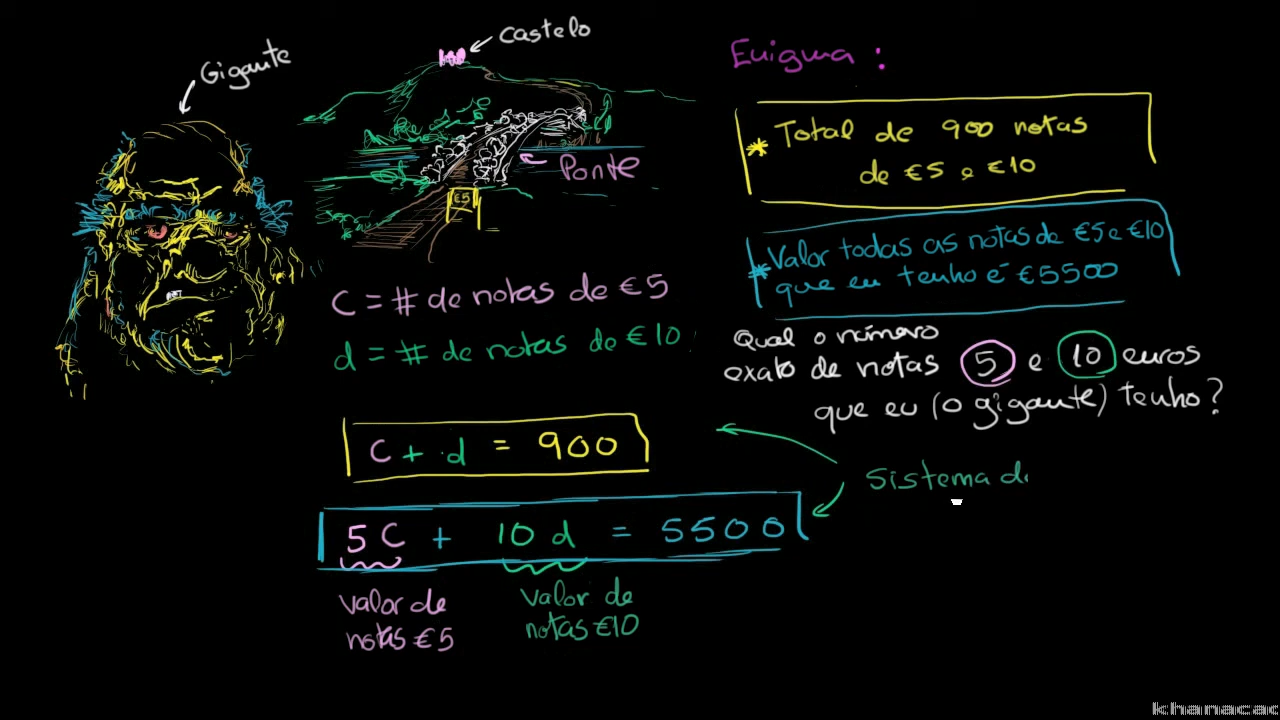 Gigante
Castelo
Ponte
€5
Enigma :
* Total de 900 notas
de €5 e €10
* Valor todas as notas de €5 e €10
que eu tenho é €5500
Qual o número
exato de notas 5 e 10 euros
que eu (o gigante) tenho?
C = # de notas de €5
d = # de notas de €10
C + d = 900
5C + 10d = 5500
Valor de
notas €5
Valor de
notas €10
Sistema de
khanacac